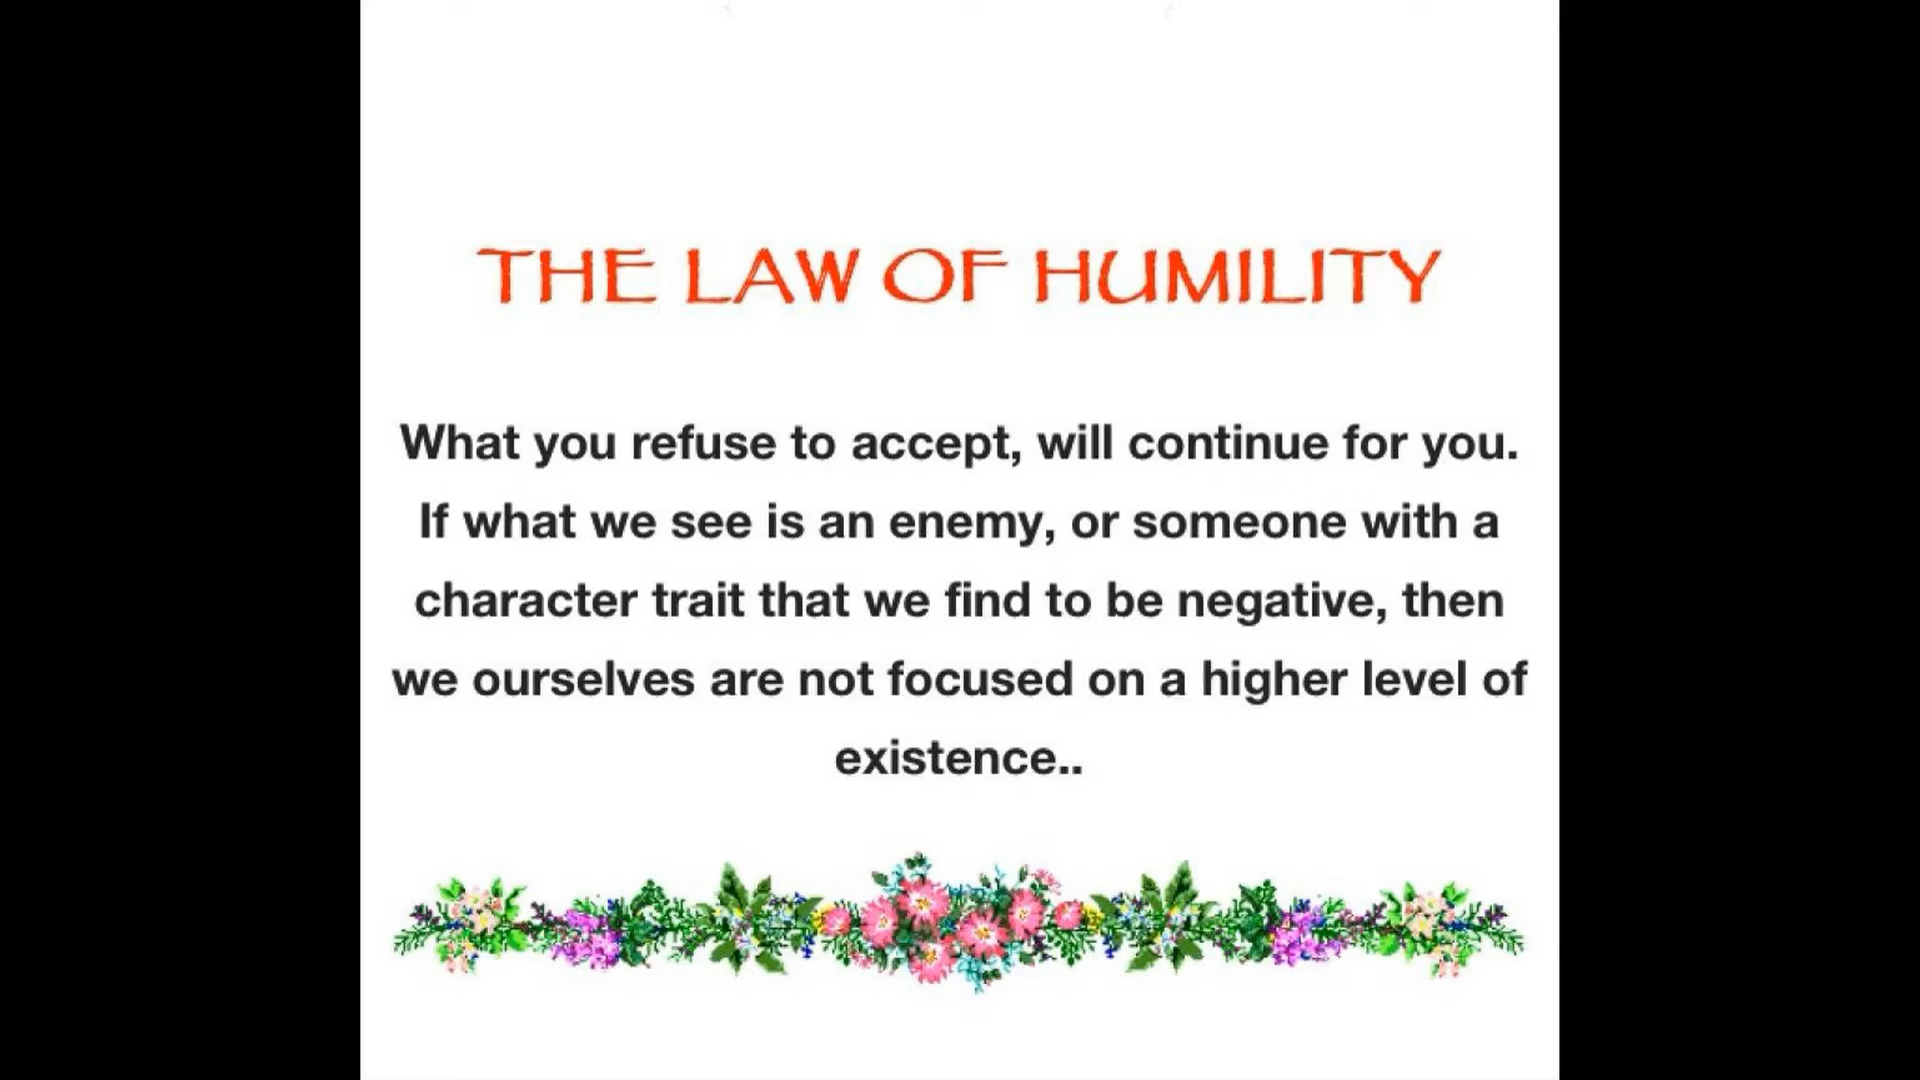 THE LAW OF HUMILITY
What you refuse to accept, will continue for you.
If what we see is an enemy, or someone with a
character trait that we find to be negative, then
we ourselves are not focused on a higher level of
existence..